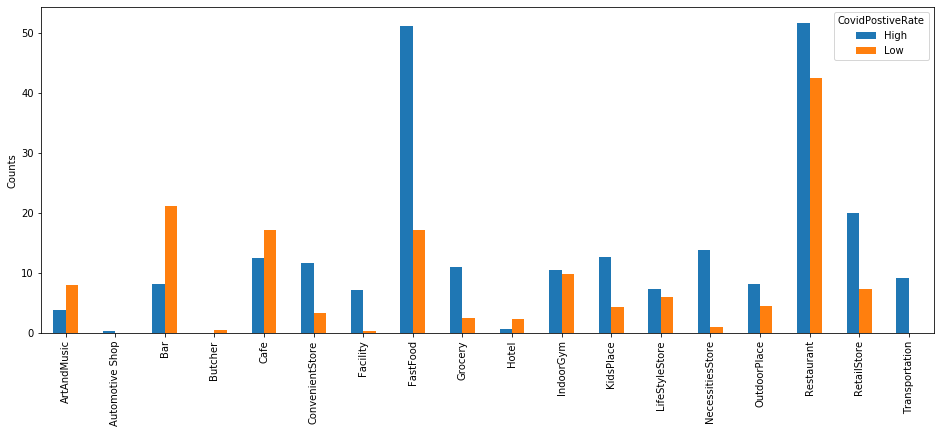 CovidPostiveRate
High
Low
Counts
50
40
30
20
10
0
ArtAndMusic
Automotive Shop
Bar
Butcher
Cafe
ConvenientStore
Facility
FastFood
Grocery
Hotel
IndoorGym
KidsPlace
LifeStyleStore
NecessitiesStore
OutdoorPlace
Restaurant
RetailStore
Transportation